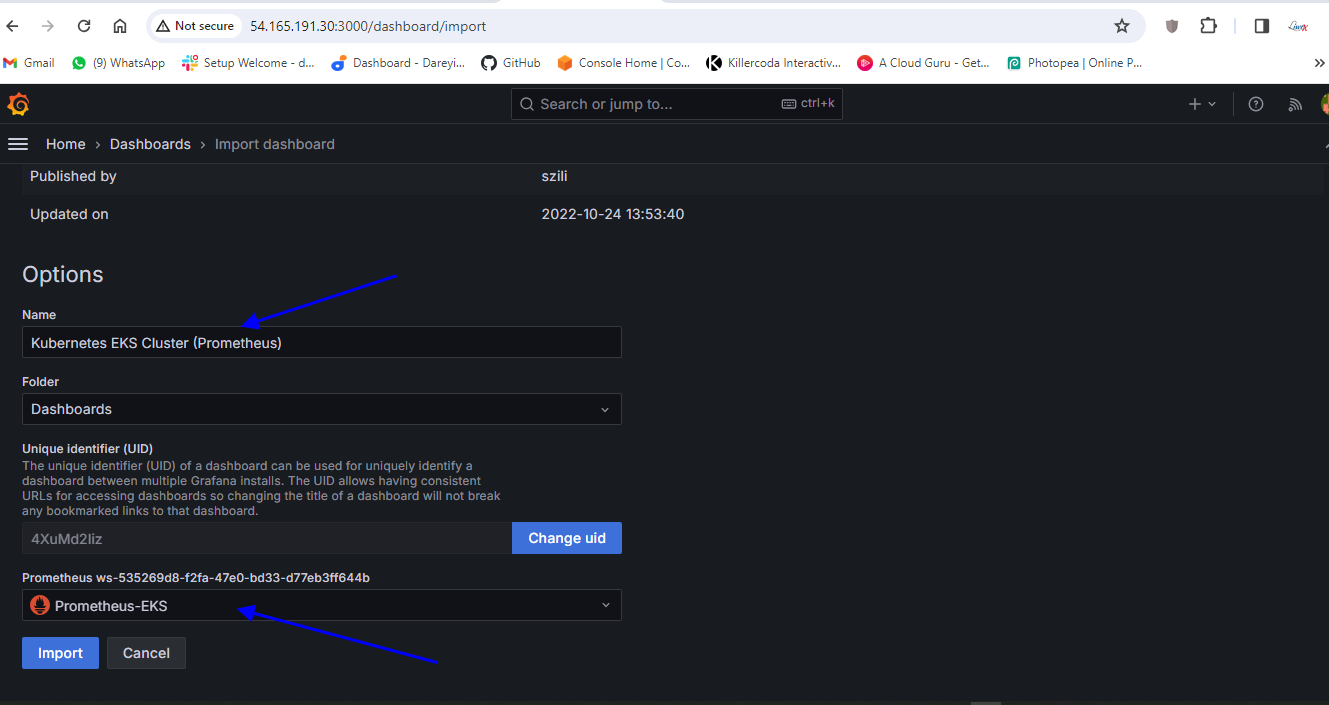 Not secure
54.165.191.30:3000/dashboard/import
Gmail
(9) WhatsApp
Setup Welcome - d...
Dashboard - Dareyi...
GitHub
Console Home | Co...
Killercoda Interactiv...
A Cloud Guru - Get...
Photopea | Online P...
Search or jump to...
ctrl+k
Home › Dashboards › Import dashboard
Published by
szili
Updated on
2022-10-24 13:53:40
Options
Name
Kubernetes EKS Cluster (Prometheus)
Folder
Dashboards
Unique identifier (UID)
The unique identifier (UID) of a dashboard can be used for uniquely identify a
dashboard between multiple Grafana installs. The UID allows having consistent
URLs for accessing dashboards so changing the title of a dashboard will not break
any bookmarked links to that dashboard.
Change uid
Prometheus ws-535269d8-f2fa-47e0-bd33-d77eb3ff644b
Prometheus-EKS
Import
Cancel